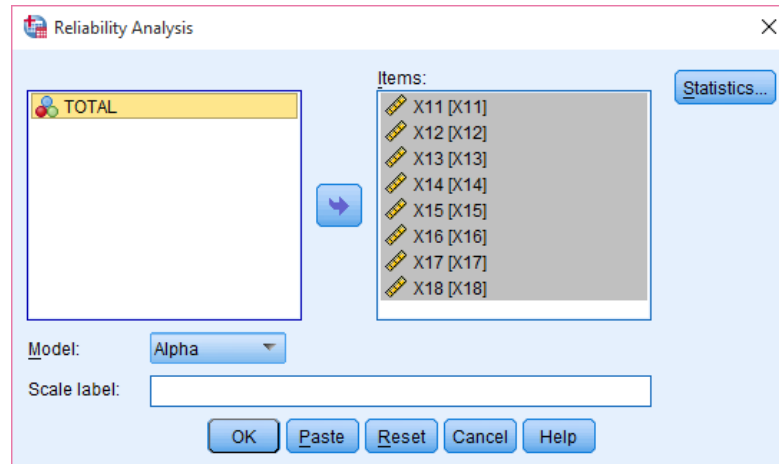 Reliability Analysis
Items:
TOTAL
X11 [X11]
X12 [X12]
X13 [X13]
X14 [X14]
X15 [X15]
X16 [X16]
X17 [X17]
X18 [X18]
Statistics...
Model:
Alpha
Scale label:
OK Paste Reset Cancel Help